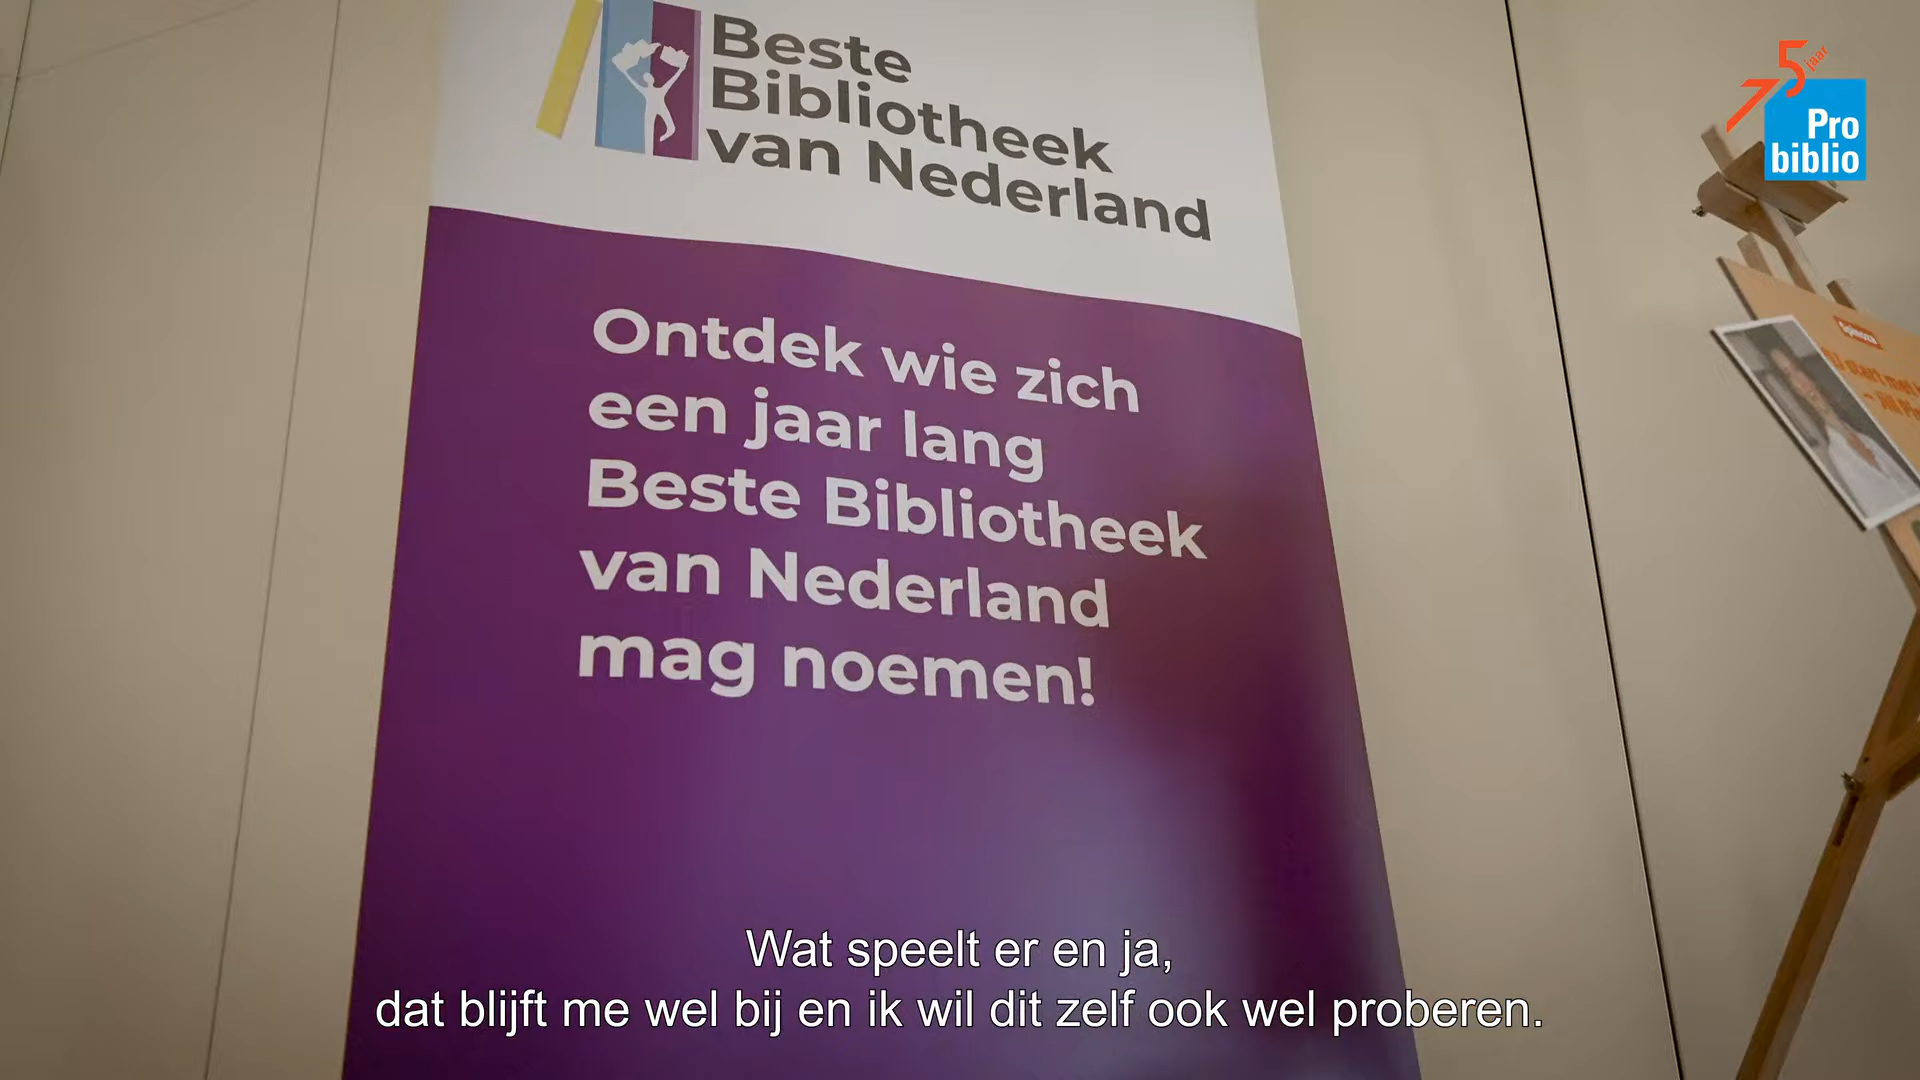 Beste
Bibliotheek
van Nederland
Ontdek wie zich
een jaar lang
Beste Bibliotheek
van Nederland
mag noemen!
75 jaar
Pro
biblio
Wat speelt er en ja,
dat blijft me wel bij en ik wil dit zelf ook wel proberen.